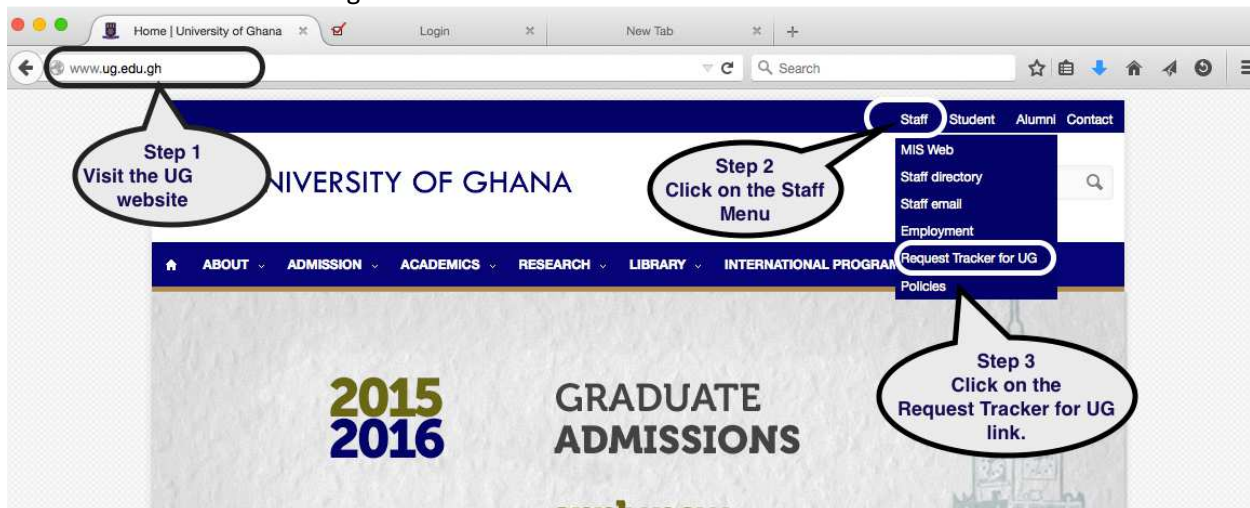 Home | University of Ghana
Login
New Tab
www.ug.edu.gh
Search
Staff
Student
Alumni
Contact
Step 1
Visit the UG
website
NIVERSITY OF GHANA
Step 2
Click on the Staff
Menu
MIS Web
Staff directory
Staff email
Employment
Request Tracker for UG
Policies
ABOUT
ADMISSION
ACADEMICS
RESEARCH
LIBRARY
INTERNATIONAL PROGRAM
Step 3
Click on the
Request Tracker for UG
link.
2015
2016
GRADUATE
ADMISSIONS